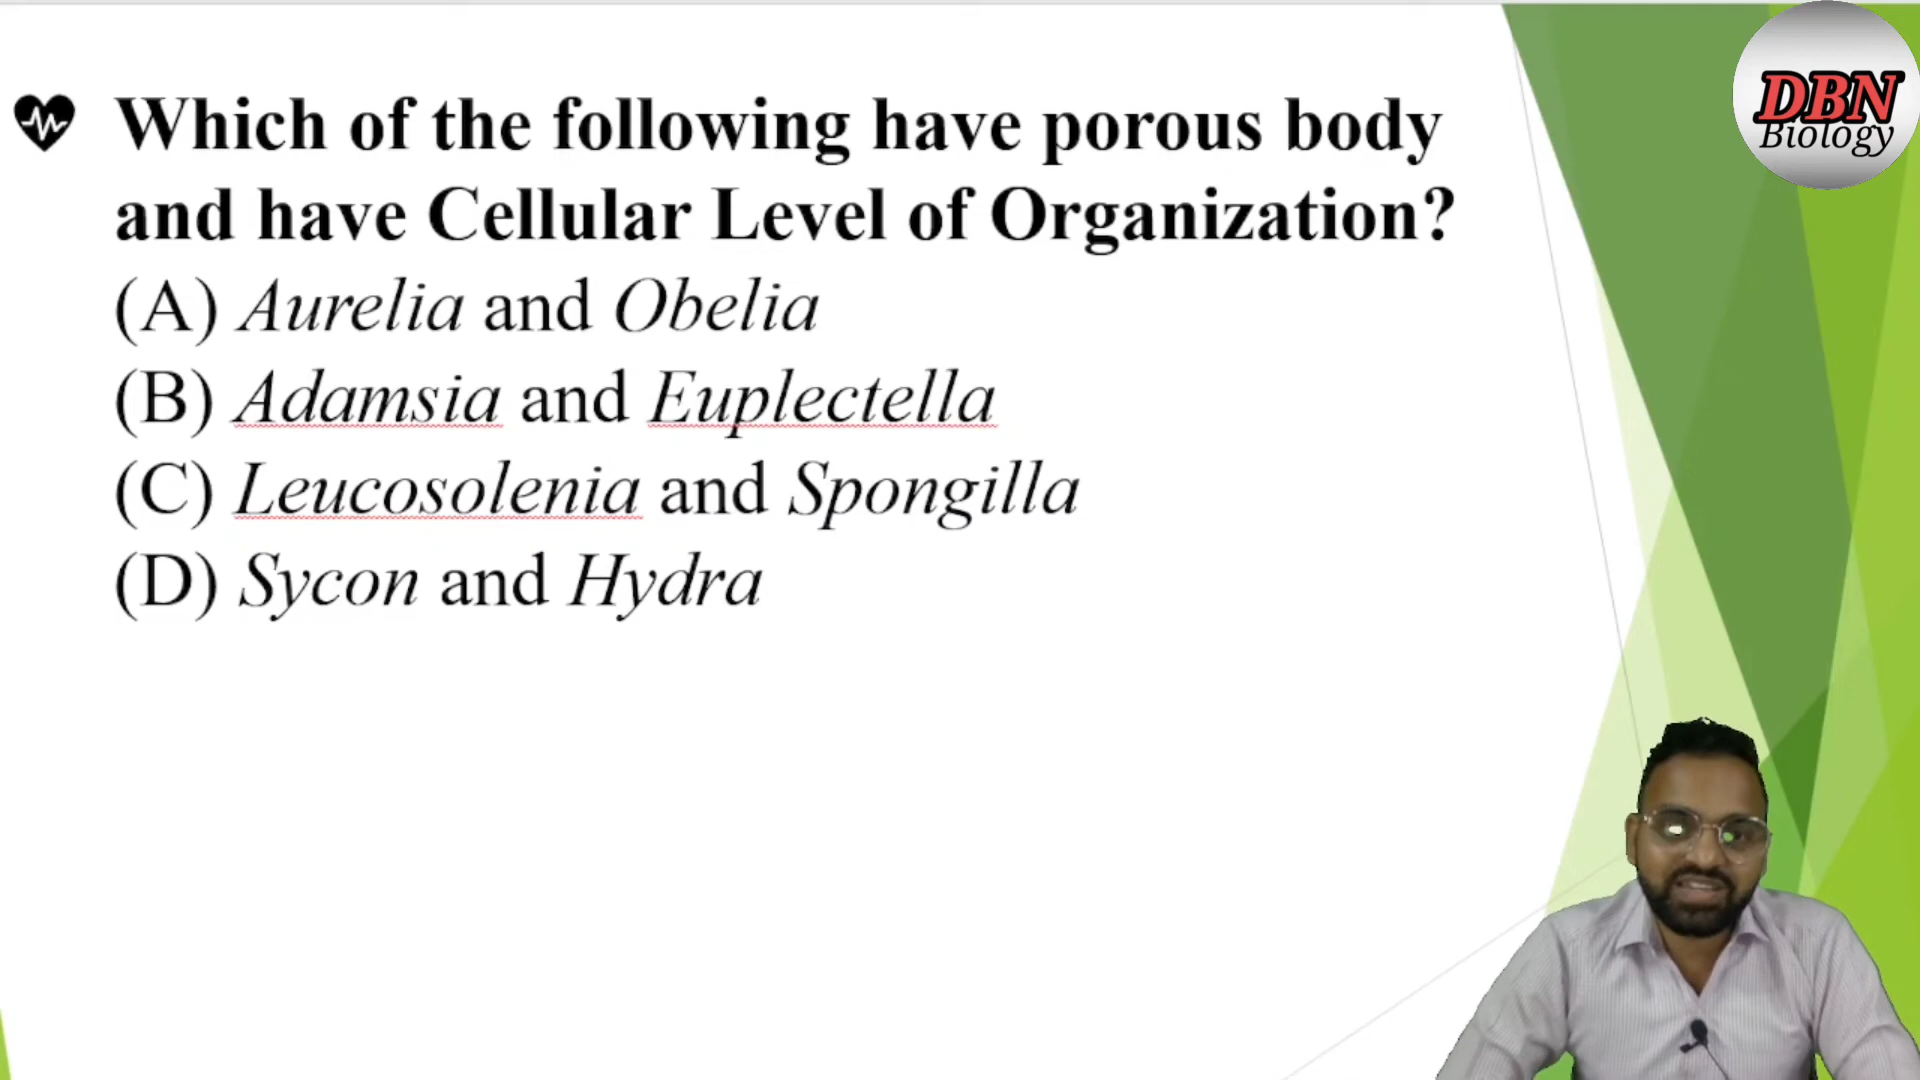 DBN
Biology
Which of the following have porous body
and have Cellular Level of Organization?
(A) Aurelia and Obelia
(B) Adamsia and Euplectella
(C) Leucosolenia and Spongilla
(D) Sycon and Hydra